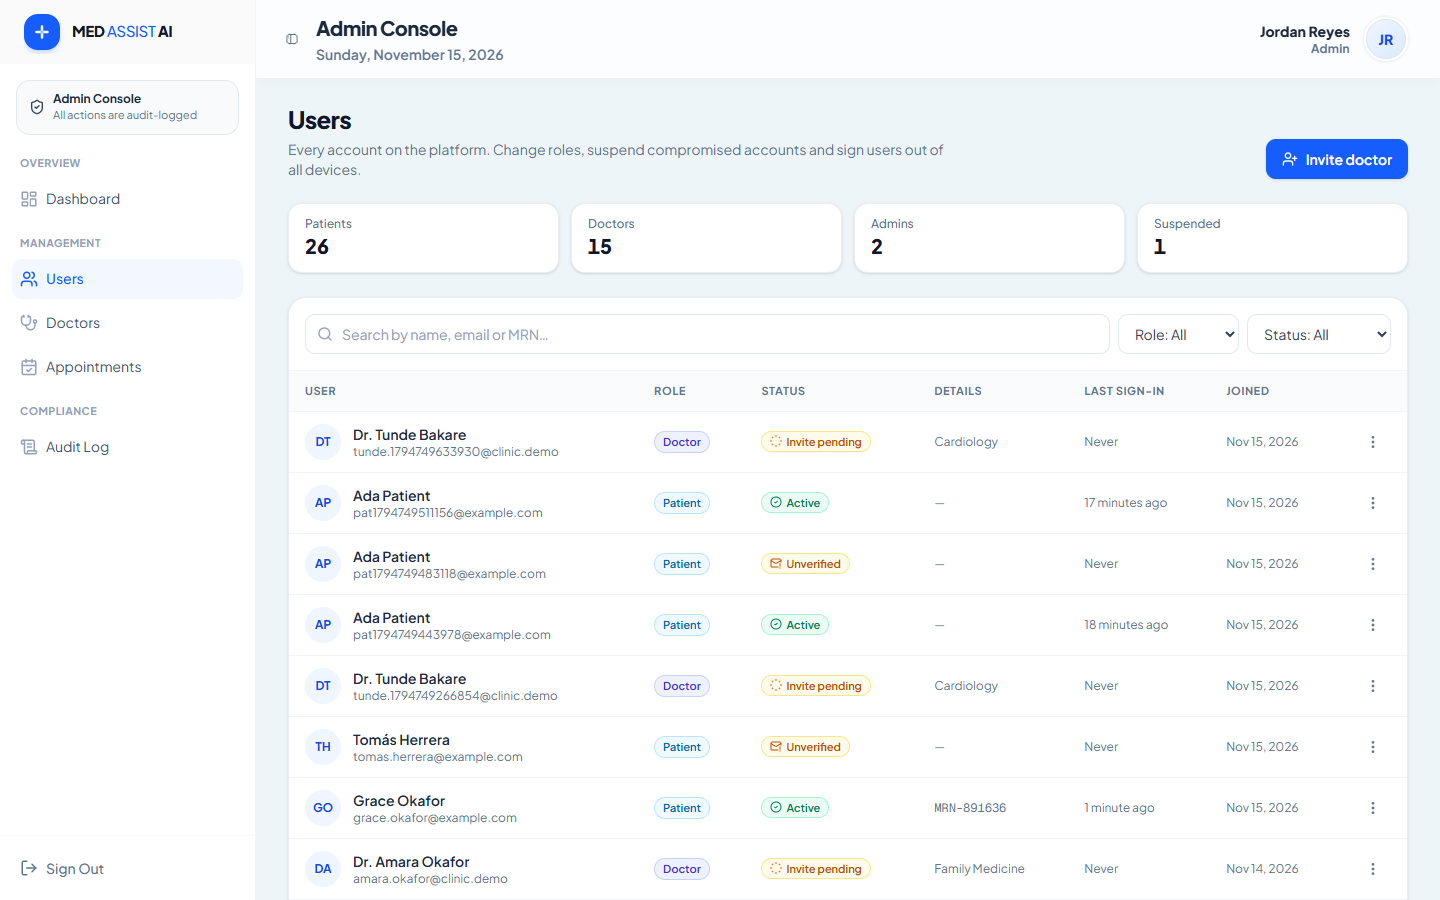 MED ASSIST AI
Admin Console
All actions are audit-logged
OVERVIEW
Dashboard
MANAGEMENT
Users
Doctors
Appointments
COMPLIANCE
Audit Log
Sign Out
Admin Console
Sunday, November 15, 2026
Jordan Reyes
Admin
JR
Users
Every account on the platform. Change roles, suspend compromised accounts and sign users out of
all devices.
Invite doctor
Patients
26
Doctors
15
Admins
2
Suspended
1
Search by name, email or MRN...
Role: All
Status: All
USER ROLE STATUS DETAILS LAST SIGN-IN JOINED
DT Dr. Tunde Bakare Doctor Invite pending Cardiology Never Nov 15, 2026
tunde.1794749633930@clinic.demo
AP Ada Patient Patient Active — 17 minutes ago Nov 15, 2026
pat1794749511156@example.com
AP Ada Patient Patient Unverified — Never Nov 15, 2026
pat1794749483118@example.com
AP Ada Patient Patient Active — 18 minutes ago Nov 15, 2026
pat1794749443978@example.com
DT Dr. Tunde Bakare Doctor Invite pending Cardiology Never Nov 15, 2026
tunde.1794749266854@clinic.demo
TH Tomás Herrera Patient Unverified — Never Nov 15, 2026
tomas.herrera@example.com
GO Grace Okafor Patient Active MRN-891636 1 minute ago Nov 15, 2026
grace.okafor@example.com
DA Dr. Amara Okafor Doctor Invite pending Family Medicine Never Nov 14, 2026
amara.okafor@clinic.demo